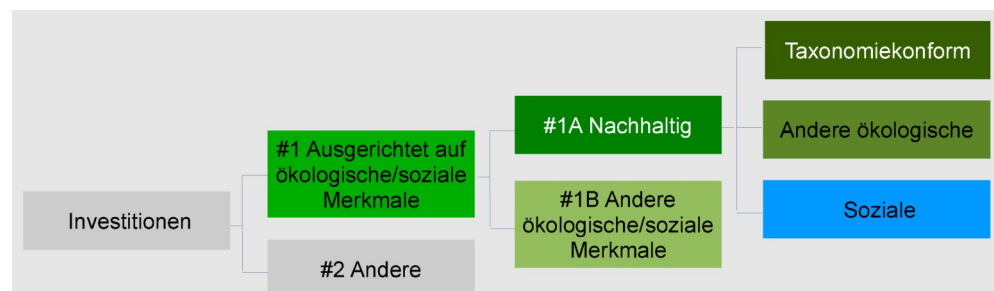 Investitionen
#1 Ausgerichtet auf
ökologische/soziale
Merkmale
#2 Andere
#1A Nachhaltig
#1B Andere
ökologische/soziale
Merkmale
Taxonomiekonform
Andere ökologische
Soziale